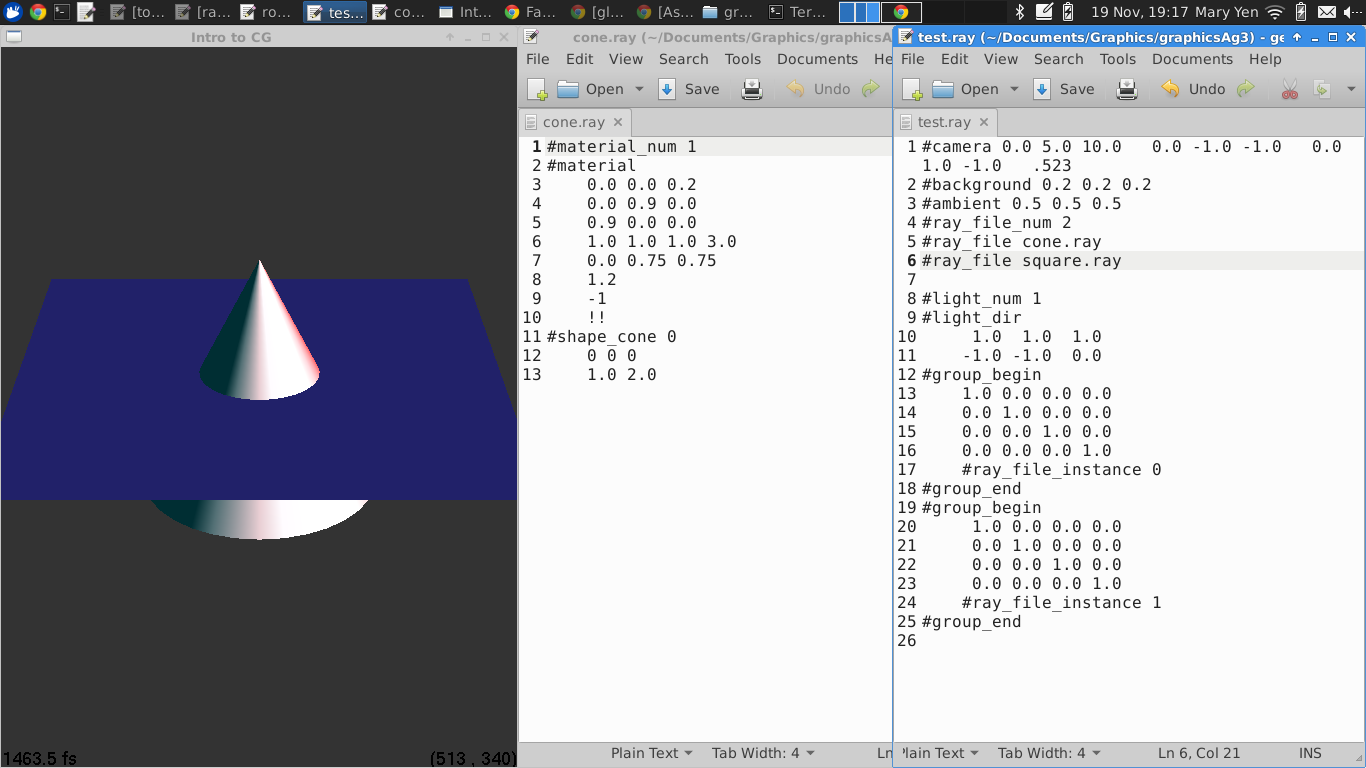 [to... [ra... ro... tes... co... Int... Fa... [gl... [As... gr... Ter... 19 Nov, 19:17 Mary Yen
Intro to CG
1463.5 fs (513 , 340)
cone.ray (~/Documents/Graphics/graphicsA
File Edit View Search Tools Documents He
Open Save Undo
cone.ray
1 #material_num 1
2 #material
3 0.0 0.0 0.2
4 0.0 0.9 0.0
5 0.9 0.0 0.0
6 1.0 1.0 1.0 3.0
7 0.0 0.75 0.75
8 1.2
9 -1
10 !!
11 #shape_cone 0
12 0 0 0
13 1.0 2.0
Plain Text Tab Width: 4 Ln
test.ray (~/Documents/Graphics/graphicsAg3) - ge
File Edit View Search Tools Documents Help
Open Save Undo
test.ray
1 #camera 0.0 5.0 10.0 0.0 -1.0 -1.0 0.0
1.0 -1.0 .523
2 #background 0.2 0.2 0.2
3 #ambient 0.5 0.5 0.5
4 #ray_file_num 2
5 #ray_file cone.ray
6 #ray_file square.ray
7
8 #light_num 1
9 #light_dir
10 1.0 1.0 1.0
11 -1.0 -1.0 0.0
12 #group_begin
13 1.0 0.0 0.0 0.0
14 0.0 1.0 0.0 0.0
15 0.0 0.0 1.0 0.0
16 0.0 0.0 0.0 1.0
17 #ray_file_instance 0
18 #group_end
19 #group_begin
20 1.0 0.0 0.0 0.0
21 0.0 1.0 0.0 0.0
22 0.0 0.0 1.0 0.0
23 0.0 0.0 0.0 1.0
24 #ray_file_instance 1
25 #group_end
26
Plain Text Tab Width: 4 Ln 6, Col 21 INS